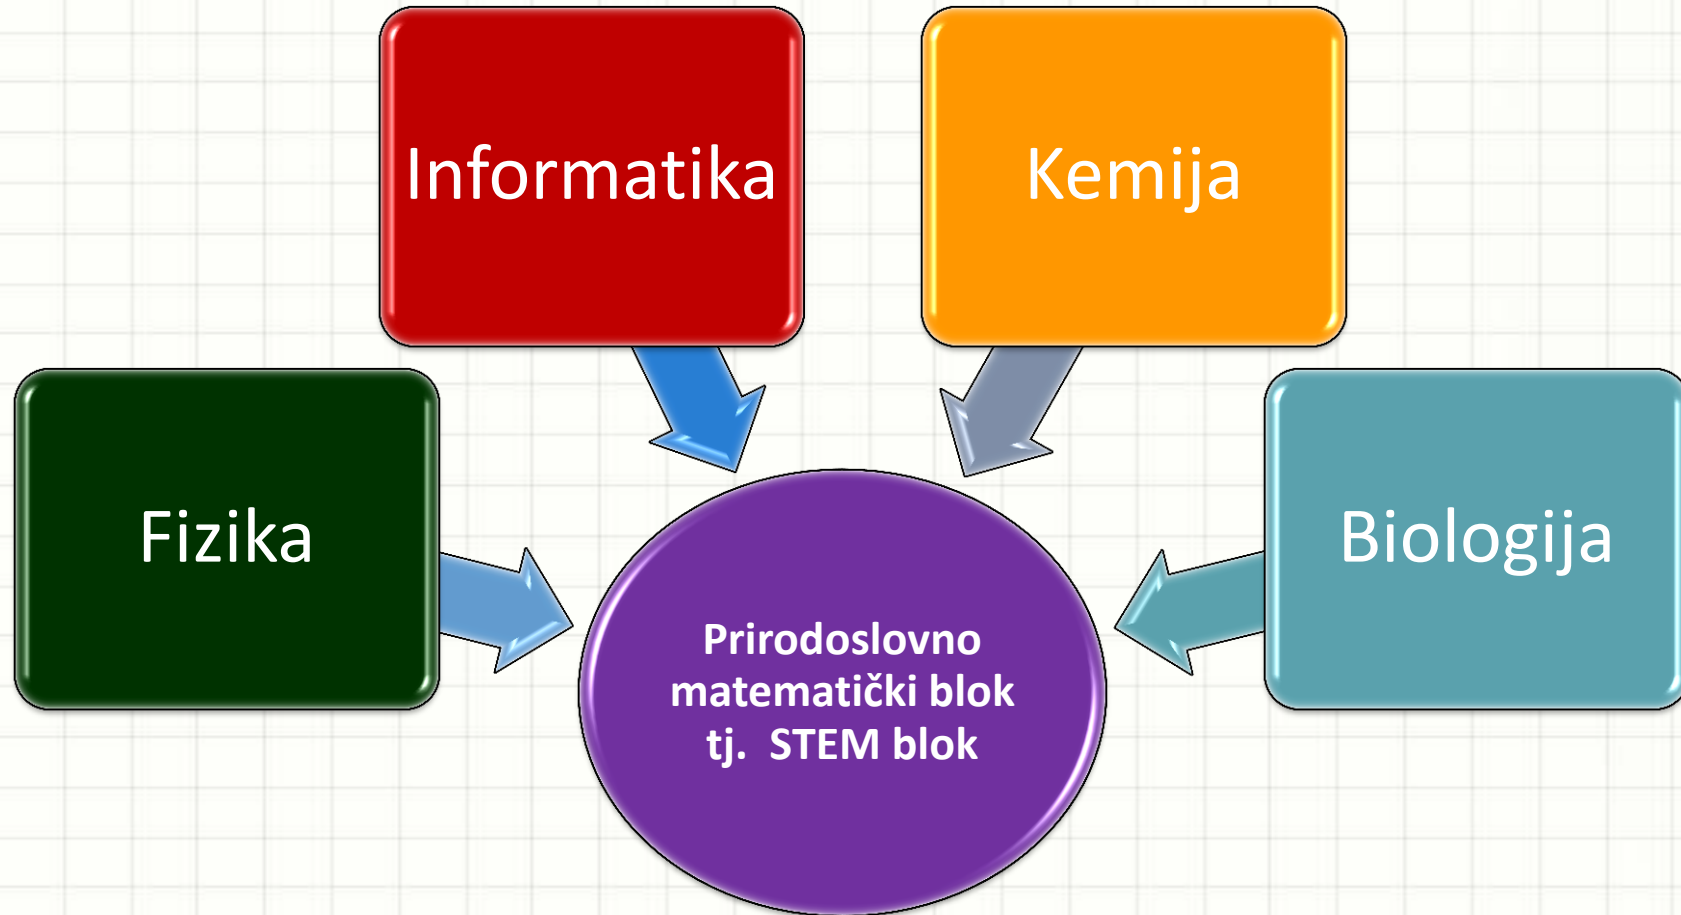 Informatika
Kemija
Fizika
Biologija
Prirodoslovno
matematički blok
tj. STEM blok